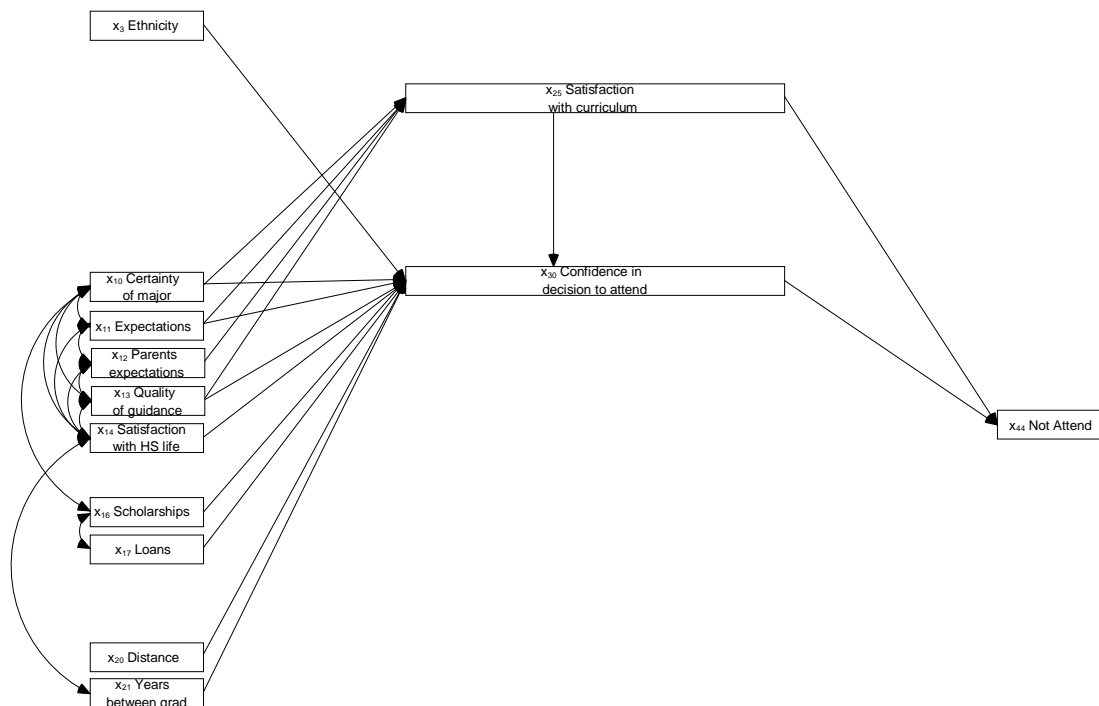 x₃ Ethnicity
x₂₅ Satisfaction
with curriculum
x₃₀ Confidence in
decision to attend
x₁₀ Certainty
of major
x₁₁ Expectations
x₁₂ Parents
expectations
x₁₃ Quality
of guidance
x₁₄ Satisfaction
with HS life
x₄₄ Not Attend
x₁₆ Scholarships
x₁₇ Loans
x₂₀ Distance
x₂₁ Years
between grad